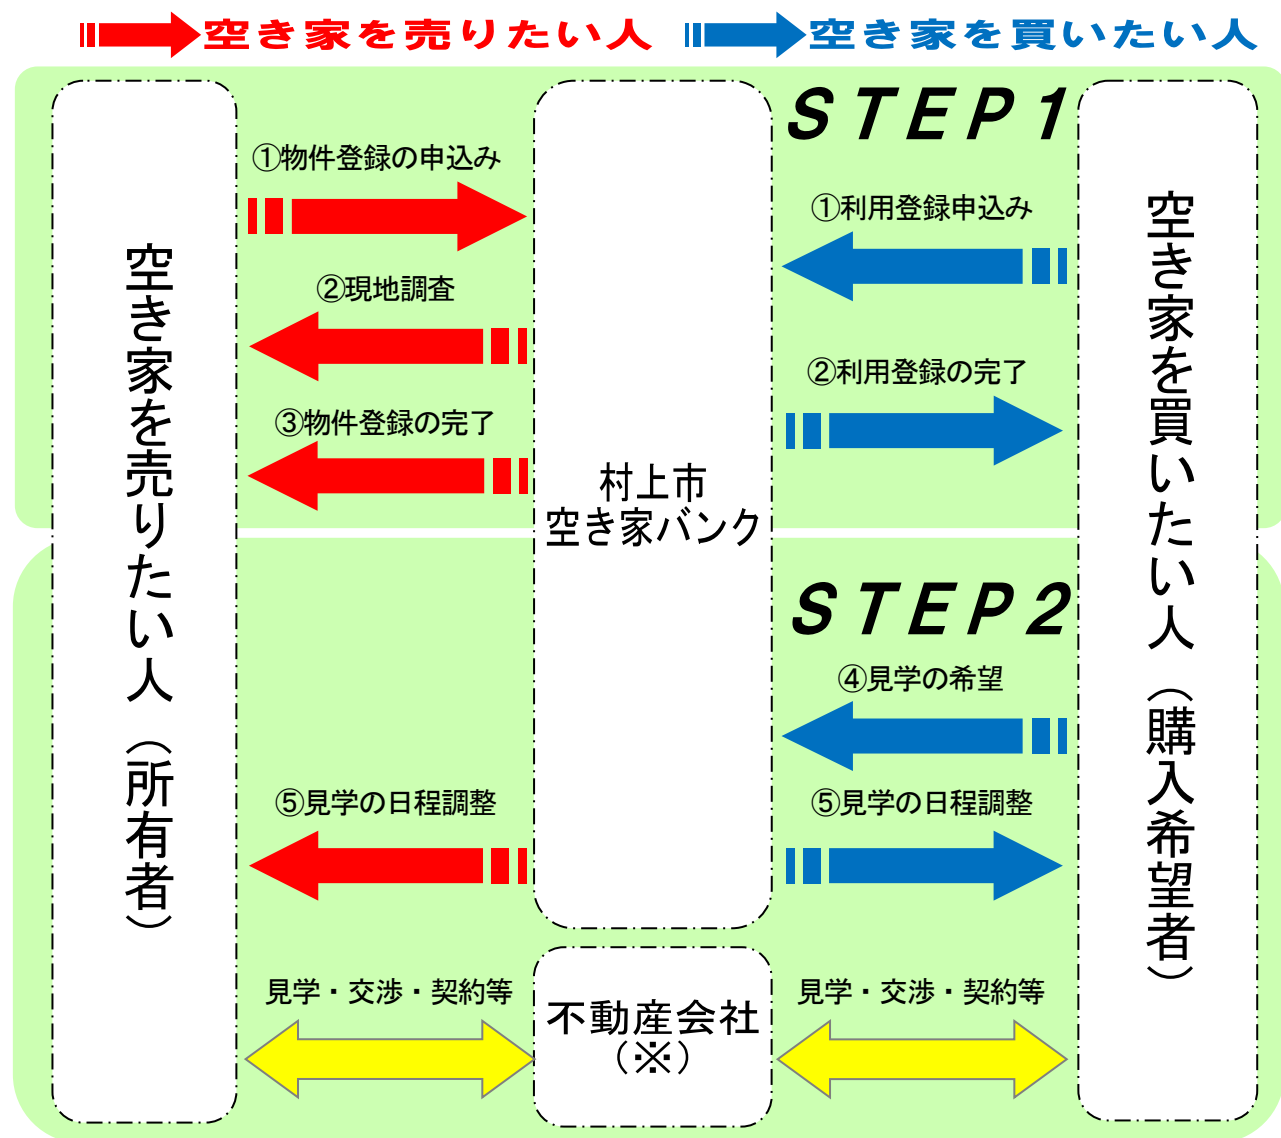 空き家を売りたい人
空き家を買いたい人
STEP1
①物件登録の申込み
②現地調査
③物件登録の完了
①利用登録申込み
②利用登録の完了
空き家を売りたい人（所有者）
村上市
空き家バンク
空き家を買いたい人（購入希望者）
STEP2
④見学の希望
⑤見学の日程調整
⑤見学の日程調整
見学・交渉・契約等
不動産会社
（※）
見学・交渉・契約等